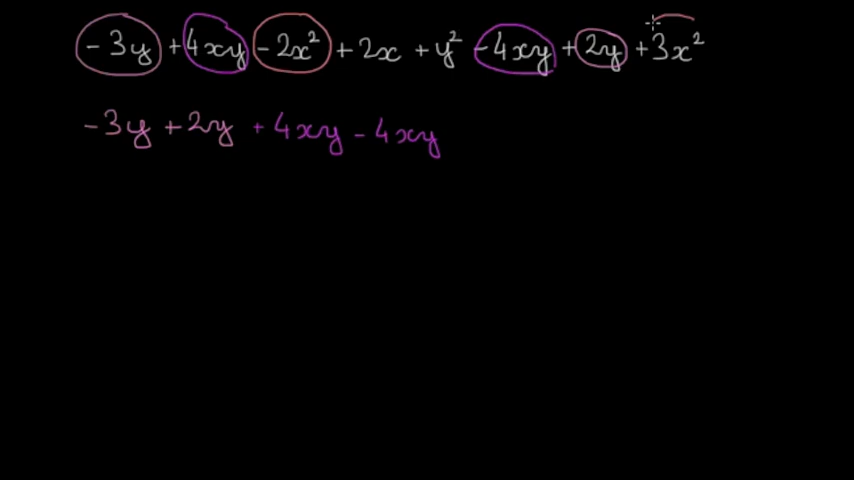 -3y +4xy -2x² +2x +y² -4xy +2y +3x²
-3y +2y +4xy -4xy